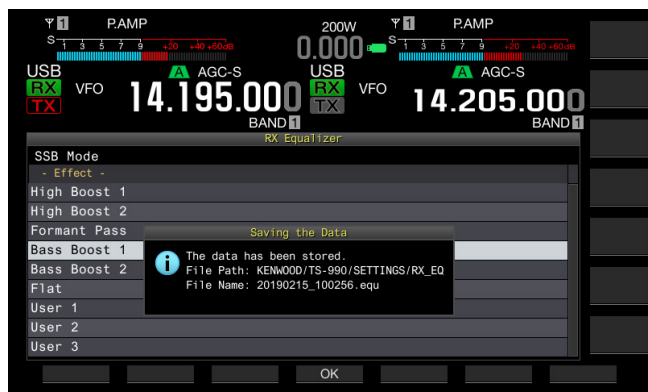 1 P.AMP 200W 1 P.AMP
S 1 3 5 7 9 +20 +40 +60dB 0.000 S 1 3 5 7 9 +20 +40 +60dB
USB A AGC-S USB A AGC-S
RX VFO 14.195.000 RX VFO 14.205.000
TX TX
BAND 1 BAND 1
RX Equalizer
SSB Mode
- Effect -
High Boost 1
High Boost 2
Formant Pass
Saving the Data
Bass Boost 1
The data has been stored.
Bass Boost 2
File Path: KENWOOD/TS-990/SETTINGS/RX_EQ
Flat
File Name: 20190215_100256.equ
User 1
User 2
User 3
OK